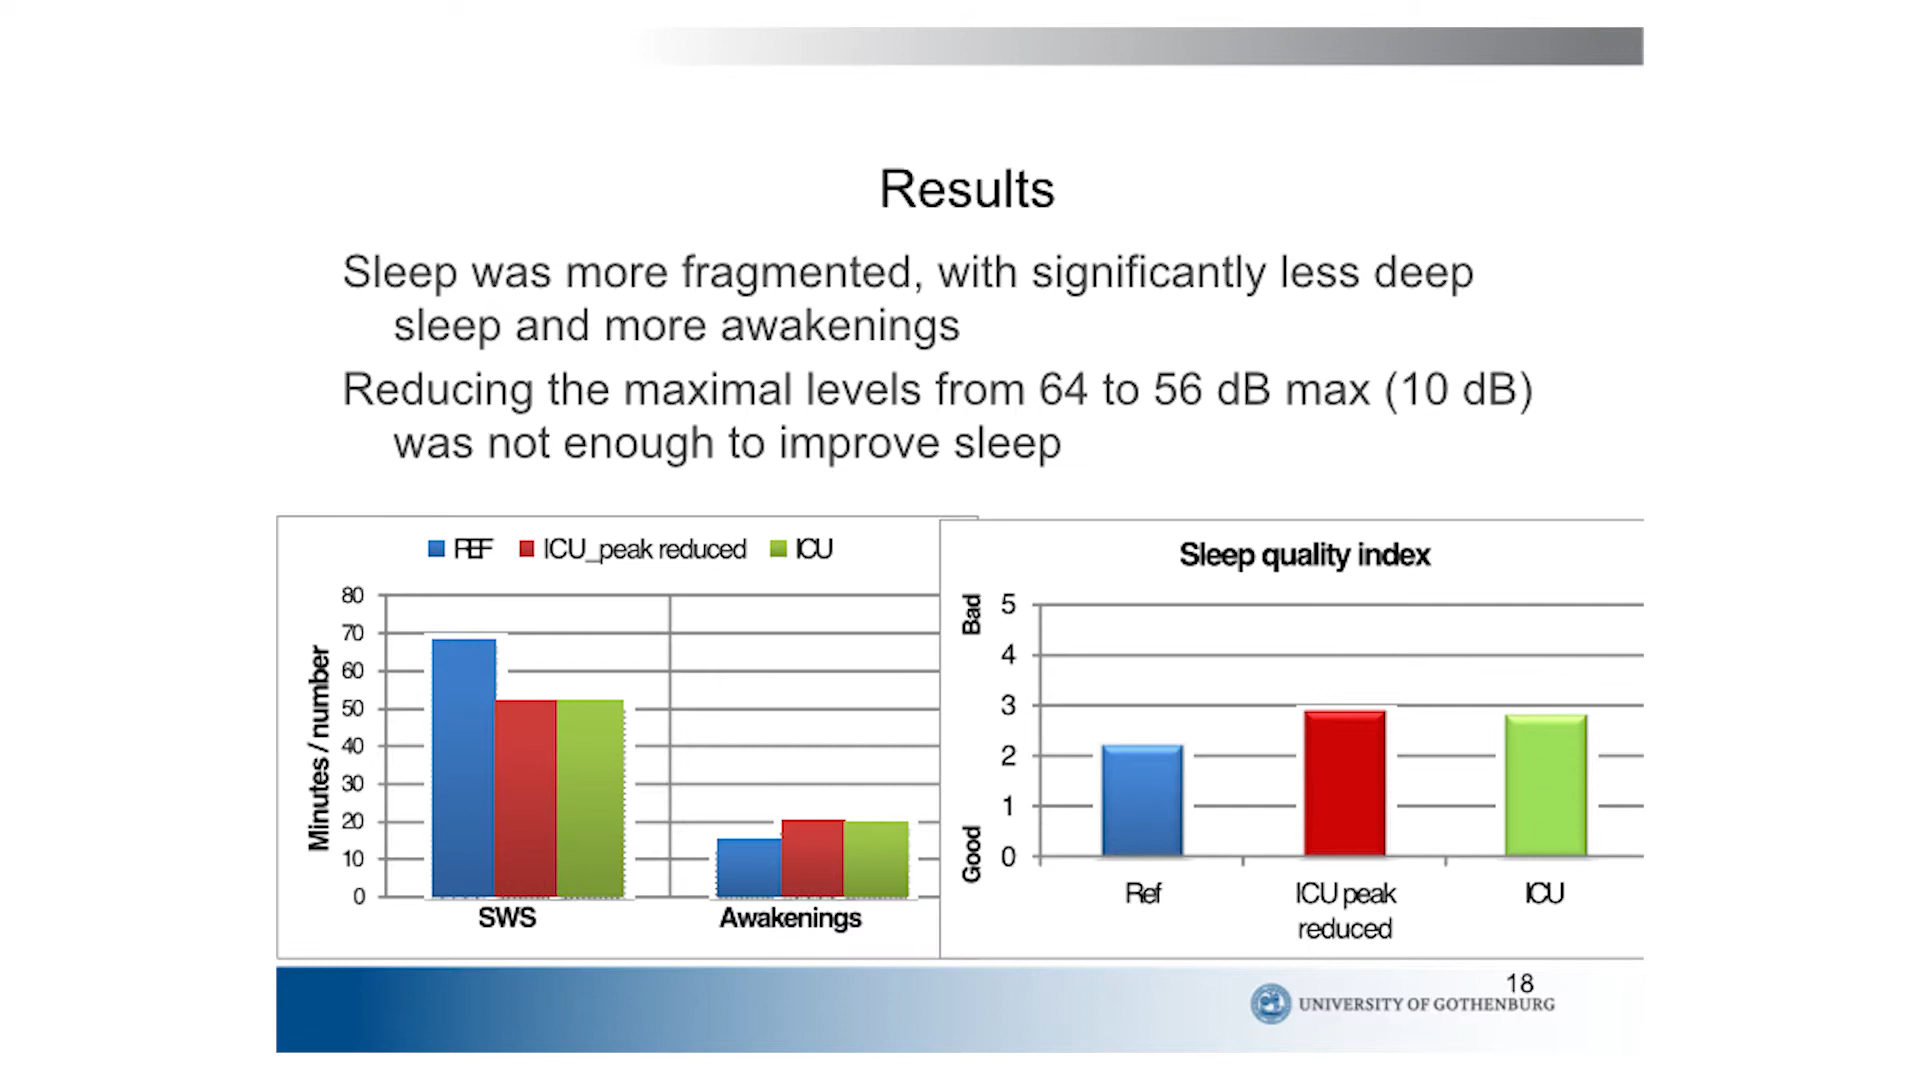 Results
Sleep was more fragmented, with significantly less deep
sleep and more awakenings
Reducing the maximal levels from 64 to 56 dB max (10 dB)
was not enough to improve sleep
REF ICU_peak reduced ICU
Minutes / number
80
70
60
50
40
30
20
10
0
SWS Awakenings
Sleep quality index
Bad
Good
5
4
3
2
1
0
Ref ICU peak ICU
reduced
18
UNIVERSITY OF GOTHENBURG